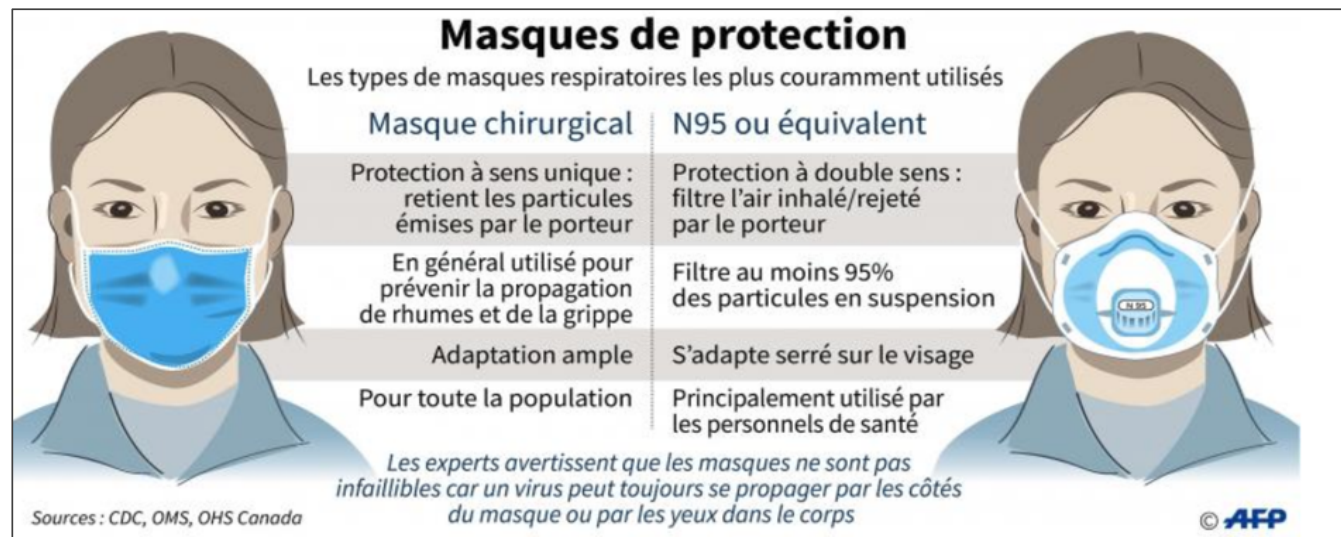 Masques de protection
Les types de masques respiratoires les plus couramment utilisés
Masque chirurgical
Protection à sens unique :
retient les particules
émises par le porteur
En général utilisé pour
prévenir la propagation
de rhumes et de la grippe
Adaptation ample
Pour toute la population
N95 ou équivalent
Protection à double sens :
filtre l’air inhalé/rejeté
par le porteur
Filtre au moins 95%
des particules en suspension
S’adapte serré sur le visage
Principalement utilisé par
les personnels de santé
N 95
Les experts avertissent que les masques ne sont pas
infaillibles car un virus peut toujours se propager par les côtés
du masque ou par les yeux dans le corps
Sources : CDC, OMS, OHS Canada
© AFP